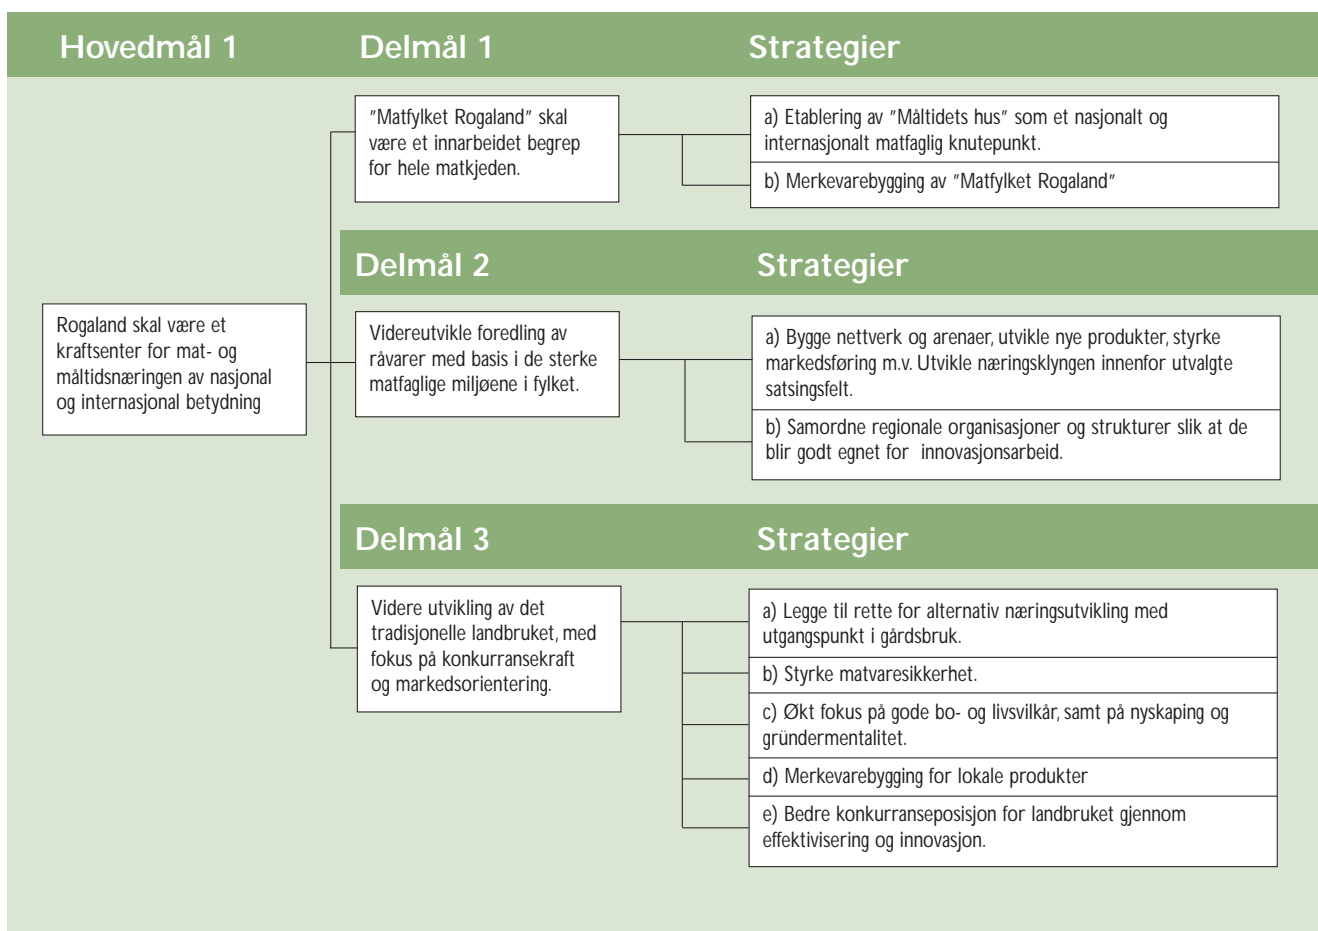 Hovedmål 1
Delmål 1
Strategier
"Matfylket Rogaland" skal
være et innarbeidet begrep
for hele matkjeden.
a) Etablering av "Måltidets hus" som et nasjonalt og
internasjonalt matfaglig knutepunkt.
b) Merkevarebygging av "Matfylket Rogaland"
Delmål 2
Strategier
Rogaland skal være et
kraftsenter for mat- og
måltidsnæringen av nasjonal
og internasjonal betydning
Videreutvikle foredling av
råvarer med basis i de sterke
matfaglige miljøene i fylket.
a) Bygge nettverk og arenaer, utvikle nye produkter, styrke
markedsføring m.v. Utvikle næringsklyngen innenfor utvalgte
satsingsfelt.
b) Samordne regionale organisasjoner og strukturer slik at de
blir godt egnet for innovasjonsarbeid.
Delmål 3
Strategier
Videre utvikling av det
tradisjonelle landbruket, med
fokus på konkurransekraft
og markedsorientering.
a) Legge til rette for alternativ næringsutvikling med
utgangspunkt i gårdsbruk.
b) Styrke matvaresikkerhet.
c) Økt fokus på gode bo- og livsvilkår, samt på nyskaping og
gründermentalitet.
d) Merkevarebygging for lokale produkter
e) Bedre konkurranseposisjon for landbruket gjennom
effektivisering og innovasjon.